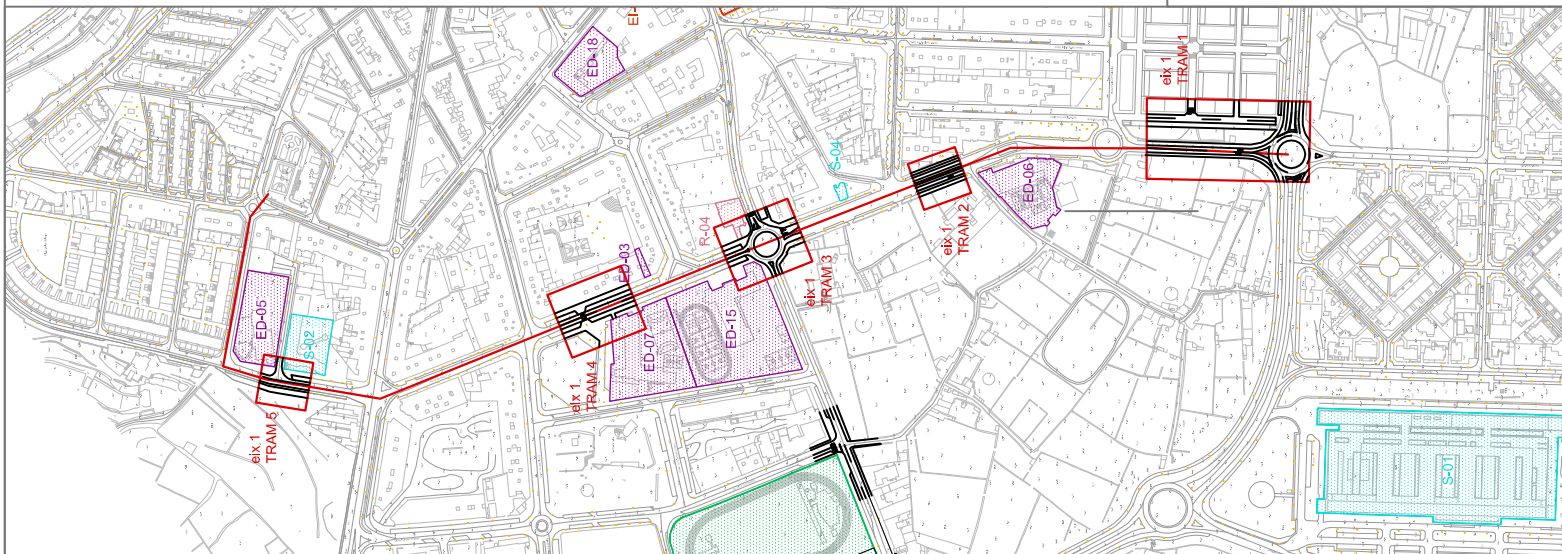 EI-
ED-18
eix 1
TRAM 1
S-04
ED-06
R-04
eix 1
TRAM 2
ED-03
eix 1
TRAM 3
ED-05
S-02
ED-07
ED-15
eix 1
TRAM 4
eix 1
TRAM 5
S-01